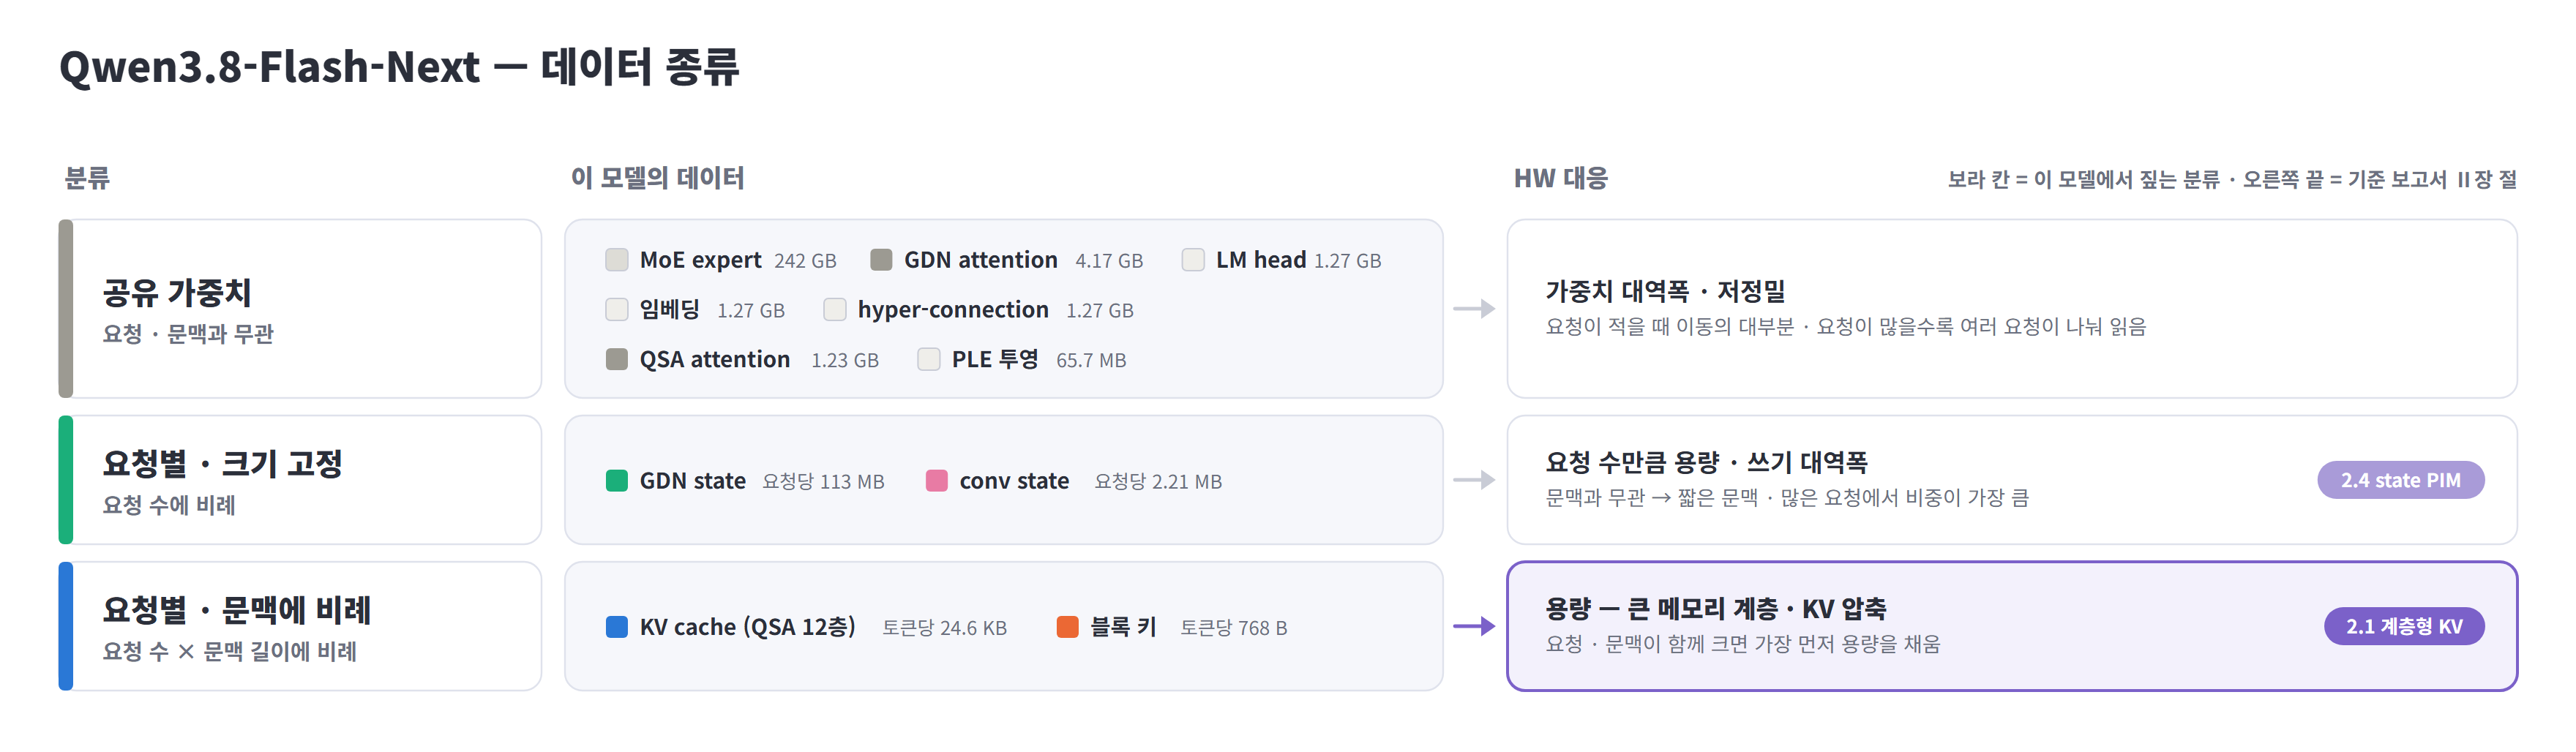 Qwen3.8-Flash-Next — 데이터 종류
분류
이 모델의 데이터
HW 대응
보라 칸 = 이 모델에서 짚는 분류 · 오른쪽 끝 = 기준 보고서 II장 절
공유 가중치
요청 · 문맥과 무관
MoE expert 242 GB GDN attention 4.17 GB LM head 1.27 GB
임베딩 1.27 GB hyper-connection 1.27 GB
QSA attention 1.23 GB PLE 투영 65.7 MB
가중치 대역폭 · 저정밀
요청이 적을 때 이동의 대부분 · 요청이 많을수록 여러 요청이 나눠 읽음
요청별 · 크기 고정
요청 수에 비례
GDN state 요청당 113 MB conv state 요청당 2.21 MB
요청 수만큼 용량 · 쓰기 대역폭
문맥과 무관 → 짧은 문맥 · 많은 요청에서 비중이 가장 큼
2.4 state PIM
요청별 · 문맥에 비례
요청 수 × 문맥 길이에 비례
KV cache (QSA 12층) 토큰당 24.6 KB 블록 키 토큰당 768 B
용량 — 큰 메모리 계층 · KV 압축
요청 · 문맥이 함께 크면 가장 먼저 용량을 채움
2.1 계층형 KV